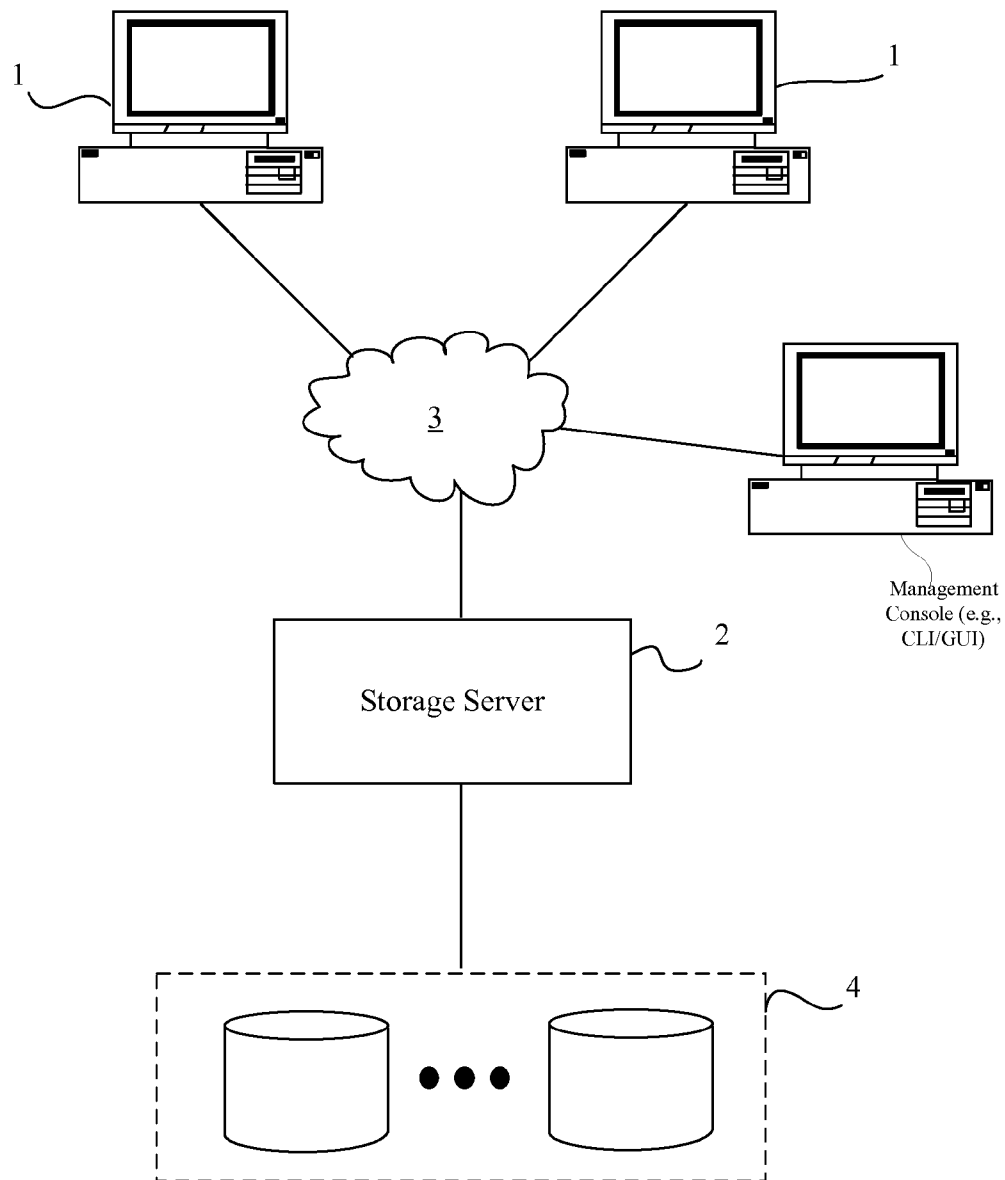 1
1
3
Management
Console (e.g.,
CLI/GUI)
2
Storage Server
4